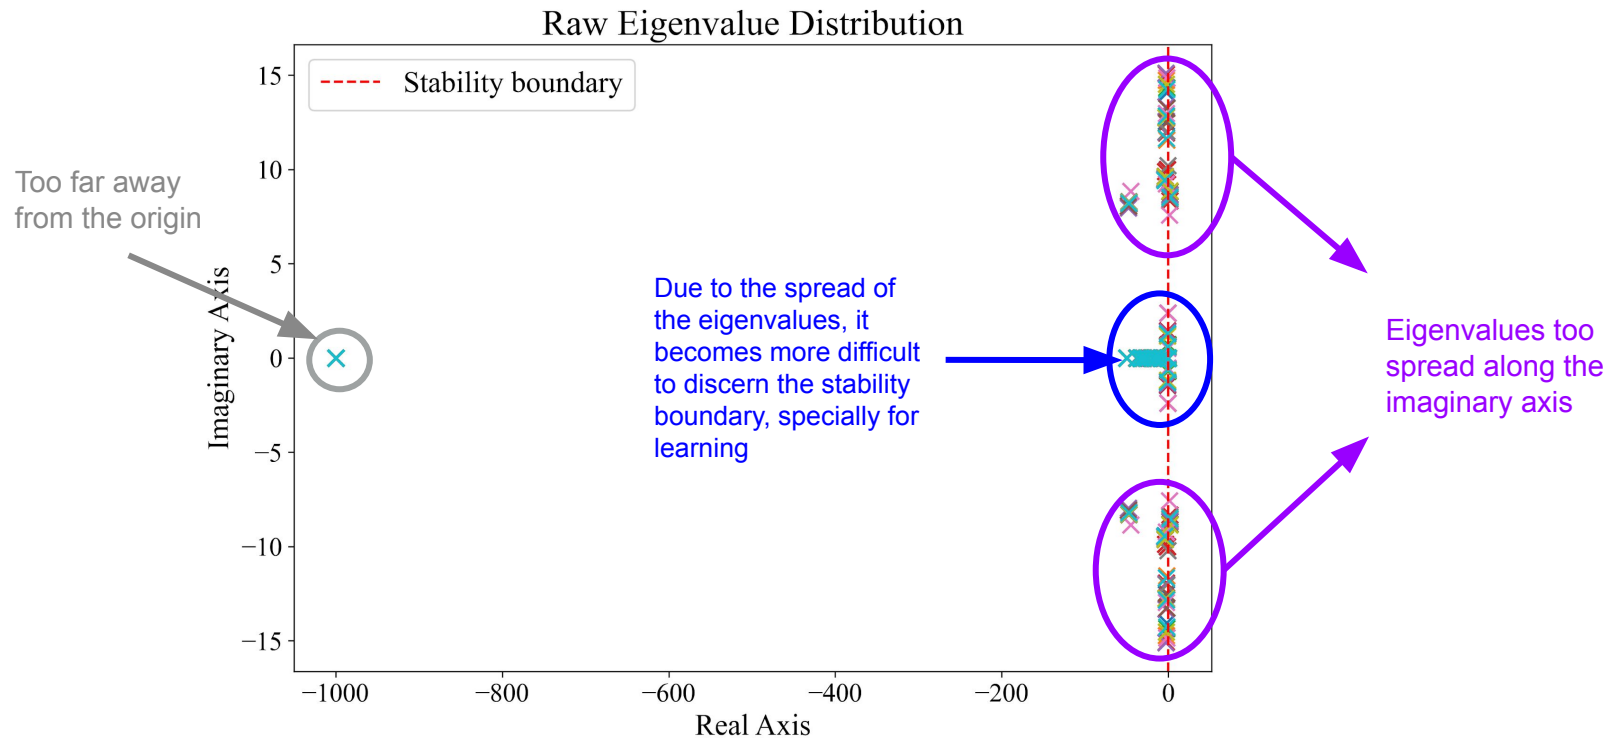 Raw Eigenvalue Distribution
Stability boundary
Too far away
from the origin
Due to the spread of
the eigenvalues, it
becomes more difficult
to discern the stability
boundary, specially for
learning
Eigenvalues too
spread along the
imaginary axis
Imaginary Axis
15
10
5
0
−5
−10
−15
−1000
−800
−600
−400
−200
0
Real Axis